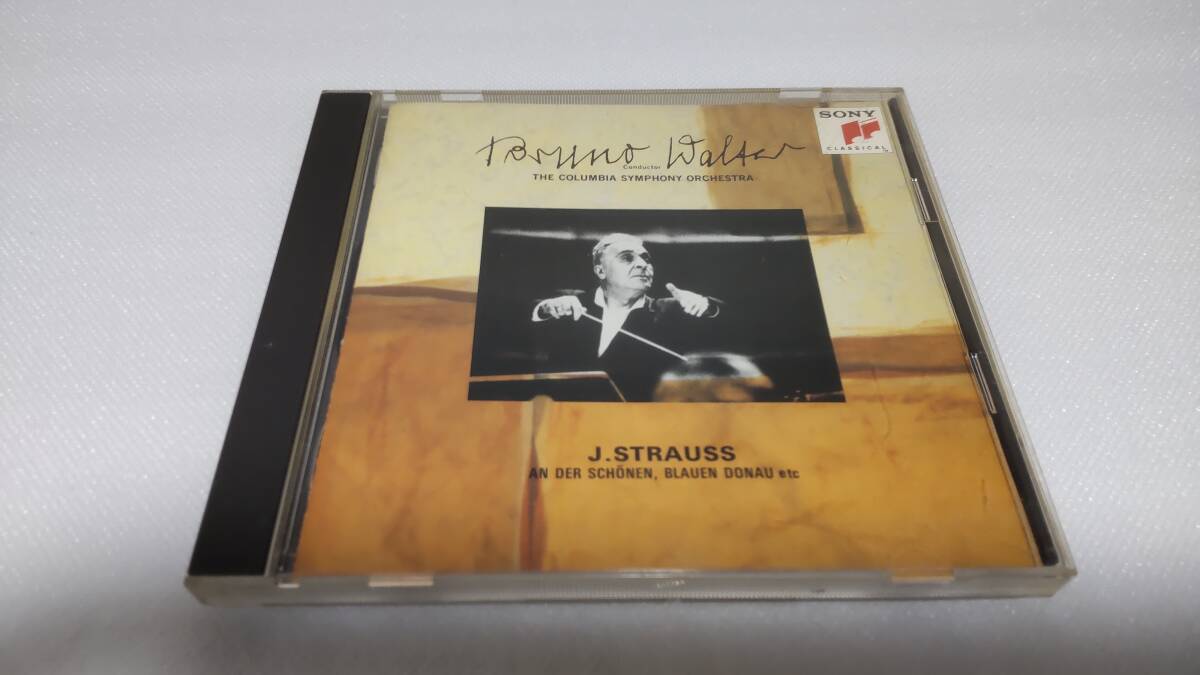 SONY
CLASSICAL
Bruno Walter
Conductor
THE COLUMBIA SYMPHONY ORCHESTRA
J.STRAUSS
AN DER SCHÖNEN, BLAUEN DONAU etc